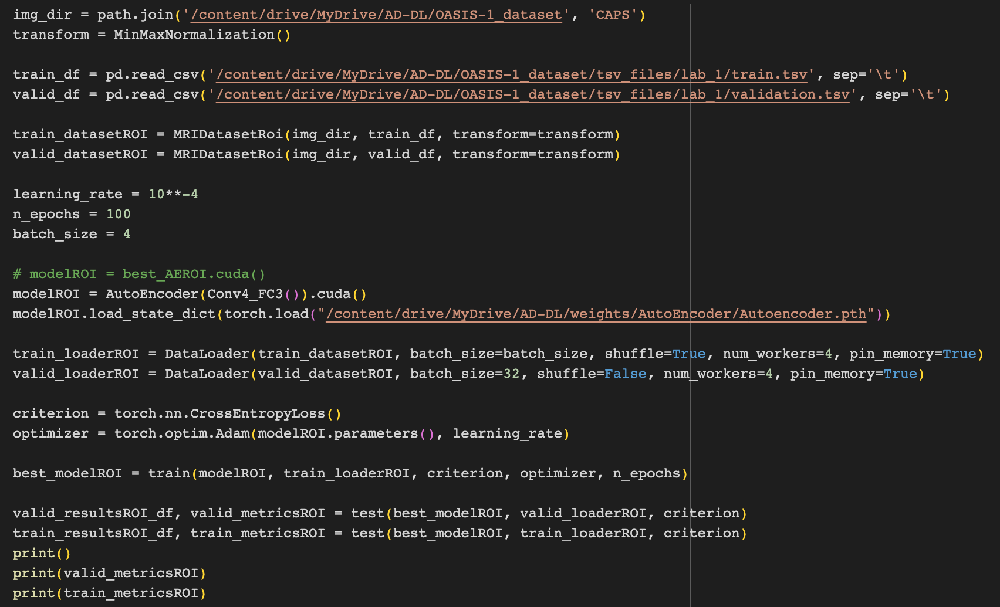 img_dir = path.join('/content/drive/MyDrive/AD-DL/OASIS-1_dataset', 'CAPS')
transform = MinMaxNormalization()
train_df = pd.read_csv('/content/drive/MyDrive/AD-DL/OASIS-1_dataset/tsv_files/lab_1/train.tsv', sep='\t')
valid_df = pd.read_csv('/content/drive/MyDrive/AD-DL/OASIS-1_dataset/tsv_files/lab_1/validation.tsv', sep='\t')
train_datasetROI = MRIDatasetRoi(img_dir, train_df, transform=transform)
valid_datasetROI = MRIDatasetRoi(img_dir, valid_df, transform=transform)
learning_rate = 10**-4
n_epochs = 100
batch_size = 4
# modelROI = best_AEROI.cuda()
modelROI = AutoEncoder(Conv4_FC3()).cuda()
modelROI.load_state_dict(torch.load("/content/drive/MyDrive/AD-DL/weights/AutoEncoder/Autoencoder.pth"))
train_loaderROI = DataLoader(train_datasetROI, batch_size=batch_size, shuffle=True, num_workers=4, pin_memory=True)
valid_loaderROI = DataLoader(valid_datasetROI, batch_size=32, shuffle=False, num_workers=4, pin_memory=True)
criterion = torch.nn.CrossEntropyLoss()
optimizer = torch.optim.Adam(modelROI.parameters(), learning_rate)
best_modelROI = train(modelROI, train_loaderROI, criterion, optimizer, n_epochs)
valid_resultsROI_df, valid_metricsROI = test(best_modelROI, valid_loaderROI, criterion)
train_resultsROI_df, train_metricsROI = test(best_modelROI, train_loaderROI, criterion)
print()
print(valid_metricsROI)
print(train_metricsROI)